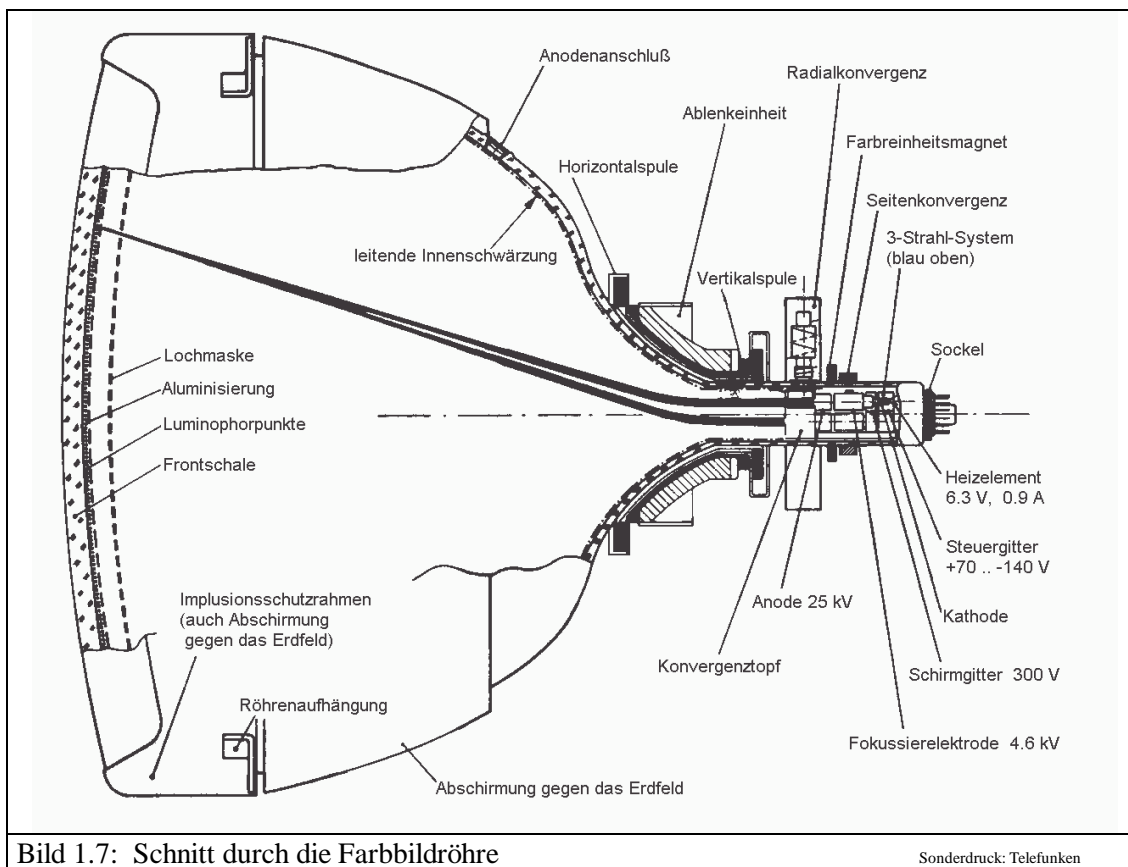 Anodenanschluß
Radialkonvergenz
Ablenkeinheit
Horizontalspule
Farbreinheitsmagnet
Seitenkonvergenz
3-Strahl-System
(blau oben)
leitende Innenschwärzung
Vertikalspule
Sockel
Lochmaske
Aluminisierung
Luminophorpunkte
Frontschale
Heizelement
6.3 V, 0.9 A
Steuergitter
+70 .. -140 V
Implusionsschutzrahmen
(auch Abschirmung
gegen das Erdfeld)
Anode 25 kV
Kathode
Konvergenztopf
Schirmgitter 300 V
Röhrenaufhängung
Fokussierelektrode 4.6 kV
Abschirmung gegen das Erdfeld
Bild 1.7: Schnitt durch die Farbbildröhre
Sonderdruck: Telefunken